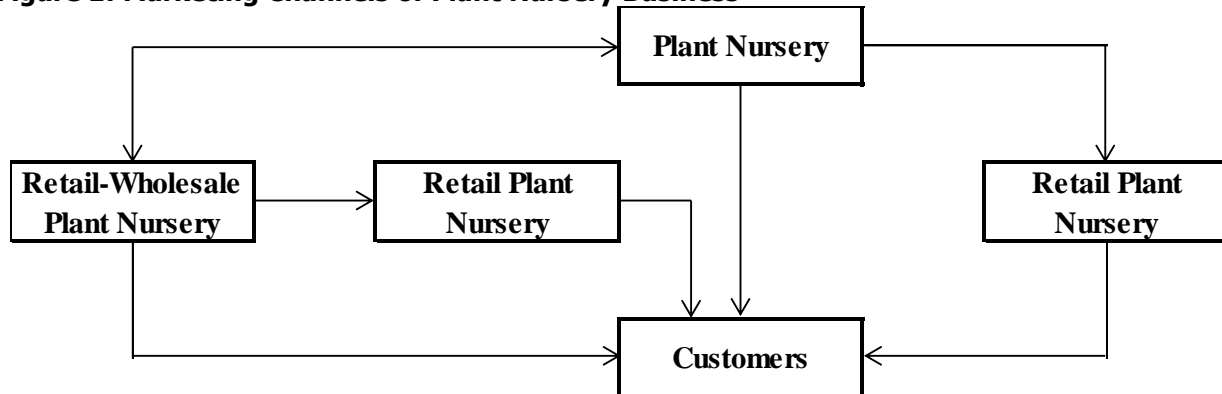 Plant Nursery
Retail-Wholesale
Plant Nursery
Retail Plant
Nursery
Retail Plant
Nursery
Customers